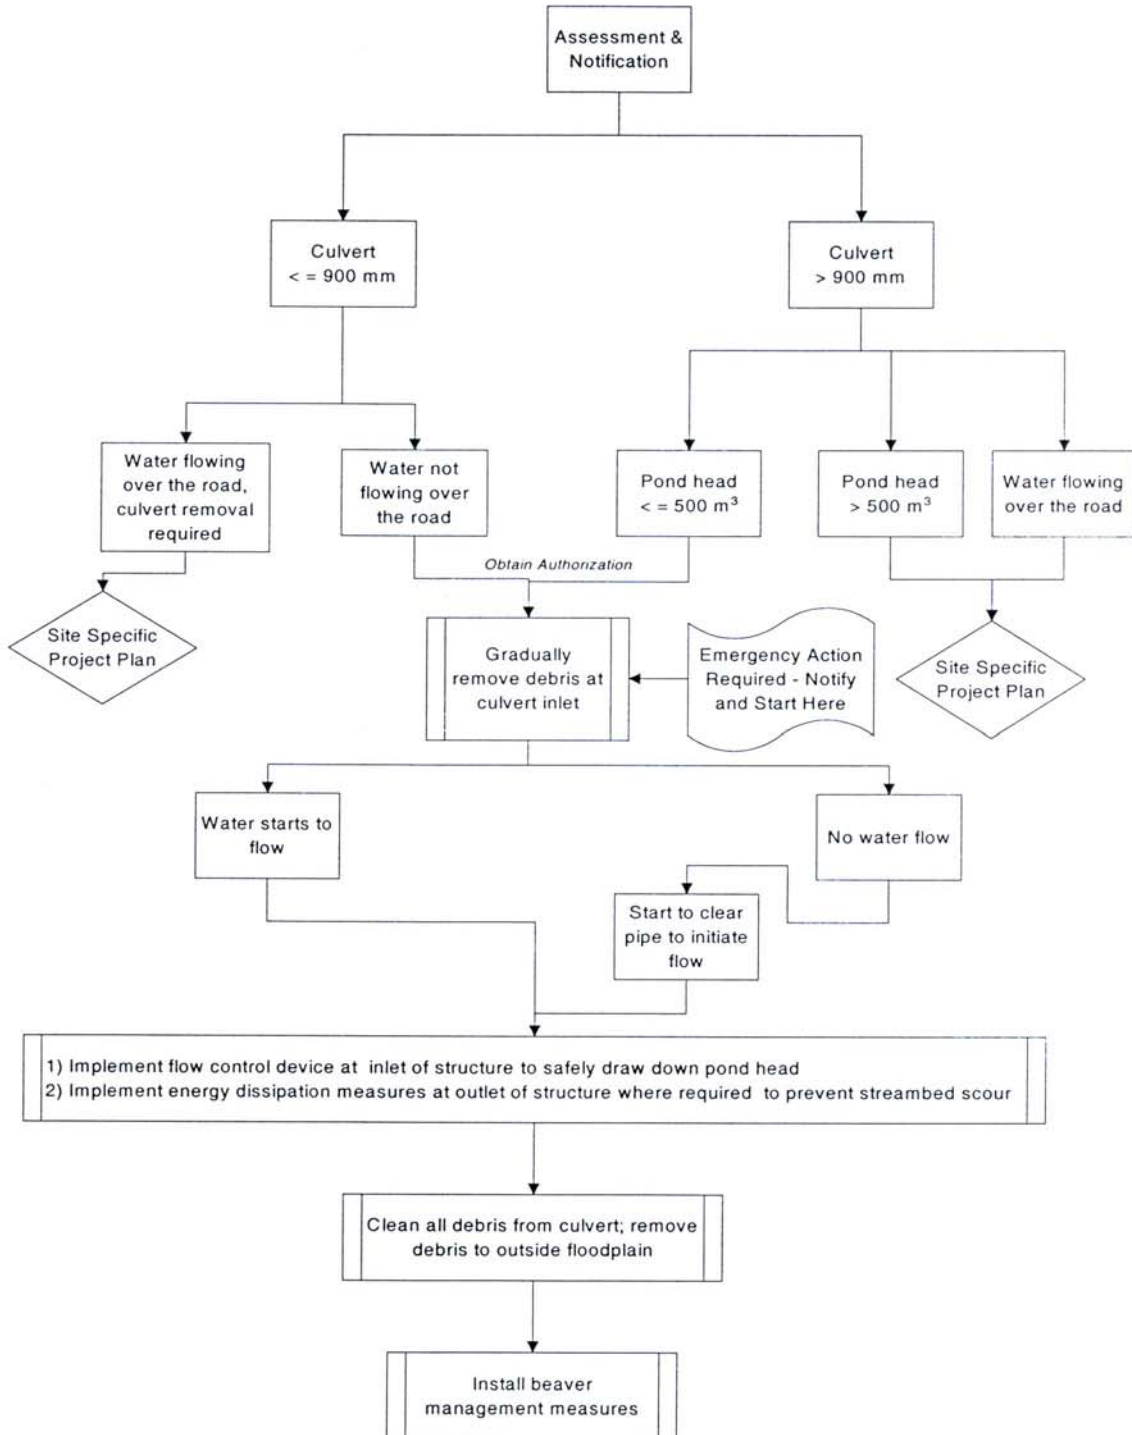 Assessment &
Notification
Culvert
< = 900 mm
Culvert
> 900 mm
Water flowing
over the road,
culvert removal
required
Water not
flowing over
the road
Pond head
< = 500 m³
Pond head
> 500 m³
Water flowing
over the road
Obtain Authorization
Site Specific
Project Plan
Gradually
remove debris at
culvert inlet
Emergency Action
Required - Notify
and Start Here
Site Specific
Project Plan
Water starts to
flow
No water flow
Start to clear
pipe to initiate
flow
1) Implement flow control device at inlet of structure to safely draw down pond head
2) Implement energy dissipation measures at outlet of structure where required to prevent streambed scour
Clean all debris from culvert; remove
debris to outside floodplain
Install beaver
management measures